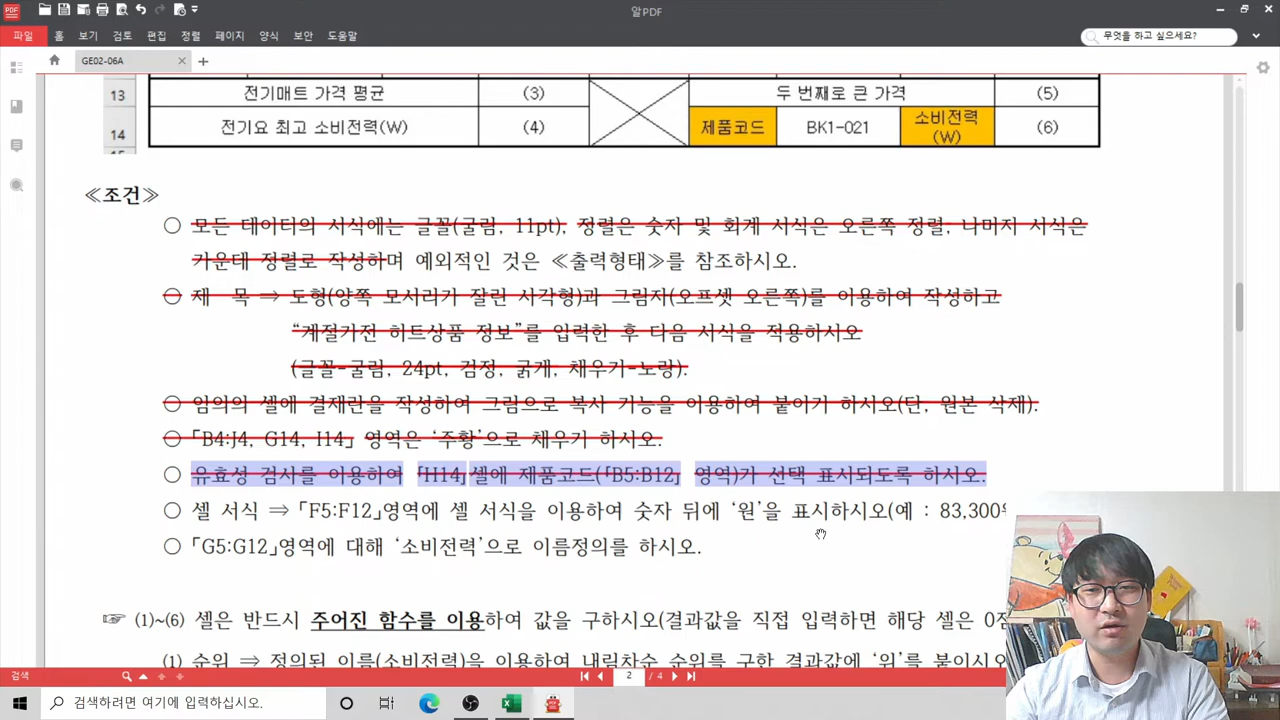 알PDF
파일 홈 보기 검토 편집 정렬 페이지 양식 보안 도움말
무엇을 하고 싶으세요?
GE02-06A
13 전기매트 가격 평균 (3) 두 번째로 큰 가격 (5)
14 전기요 최고 소비전력(W) (4) 제품코드 BK1-021 소비전력(W) (6)
≪조건≫
○ 모든 데이터의 서식에는 글꼴(굴림, 11pt), 정렬은 숫자 및 회계 서식은 오른쪽 정렬, 나머지 서식은
가운데 정렬로 작성하며 예외적인 것은 ≪출력형태≫를 참조하시오.
○ 제 목 ⇒ 도형(양쪽 모서리가 잘린 사각형)과 그림자(오프셋 오른쪽)를 이용하여 작성하고
“계절가전 히트상품 정보”를 입력한 후 다음 서식을 적용하시오
(글꼴-굴림, 24pt, 검정, 굵게, 채우기-노랑).
○ 임의의 셀에 결재란을 작성하여 그림으로 복사 기능을 이용하여 붙이기 하시오(단, 원본 삭제).
○ 「B4:J4, G14, I14」 영역은 ‘주황’으로 채우기 하시오.
○ 유효성 검사를 이용하여 「H14」 셀에 제품코드(「B5:B12」 영역)가 선택 표시되도록 하시오.
○ 셀 서식 ⇒ 「F5:F12」영역에 셀 서식을 이용하여 숫자 뒤에 ‘원’을 표시하시오(예 : 83,300원
○ 「G5:G12」영역에 대해 ‘소비전력’으로 이름정의를 하시오.
☞ (1)~(6) 셀은 반드시 주어진 함수를 이용하여 값을 구하시오(결과값을 직접 입력하면 해당 셀은 0점
(1) 순위 ⇒ 정의된 이름(소비전력)을 이용하여 내림차순 순위를 구한 결과값에 ‘위’를 붙이시오
검색 2 / 4
검색하려면 여기에 입력하십시오.